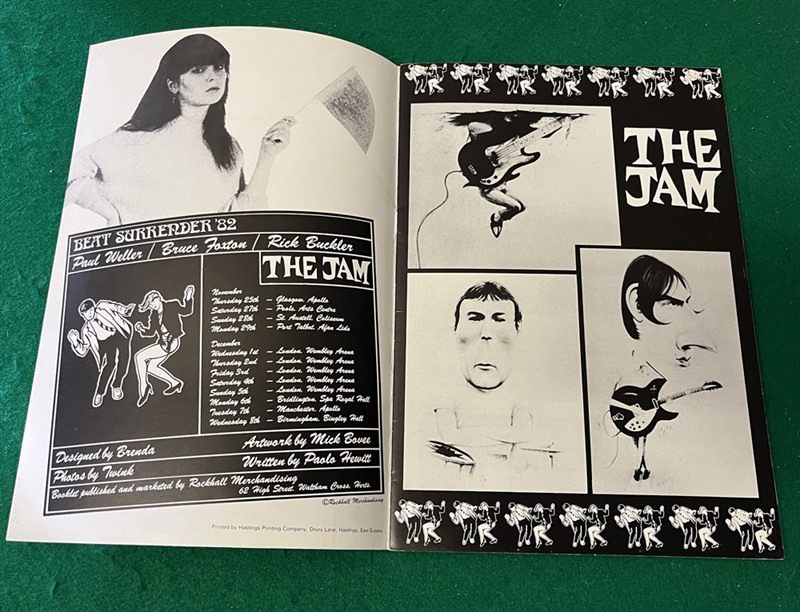 BEAT SURRENDER '82
Paul Weller / Bruce Foxton / Rick Buckler
THE JAM
November
Thursday 25th – Glasgow, Apollo
Saturday 27th – Poole, Arts Centre
Sunday 28th – St. Austell, Coliseum
Monday 29th – Port Talbot, Afan Lido
December
Wednesday 1st – London, Wembley Arena
Thursday 2nd – London, Wembley Arena
Friday 3rd – London, Wembley Arena
Saturday 4th – London, Wembley Arena
Sunday 5th – London, Wembley Arena
Monday 6th – Bridlington, Spa Royal Hall
Tuesday 7th – Manchester, Apollo
Wednesday 8th – Birmingham, Bingley Hall
Designed by Brenda
Artwork by Mick Bovee
Photos by Twink
Written by Paolo Hewitt
Booklet published and marketed by Rockhall Merchandising
62 High Street, Waltham Cross, Herts.
©Rockhall Merchandising
Printed by Hastings Printing Company, Drury Lane, Hastings, East Sussex
THE
JAM